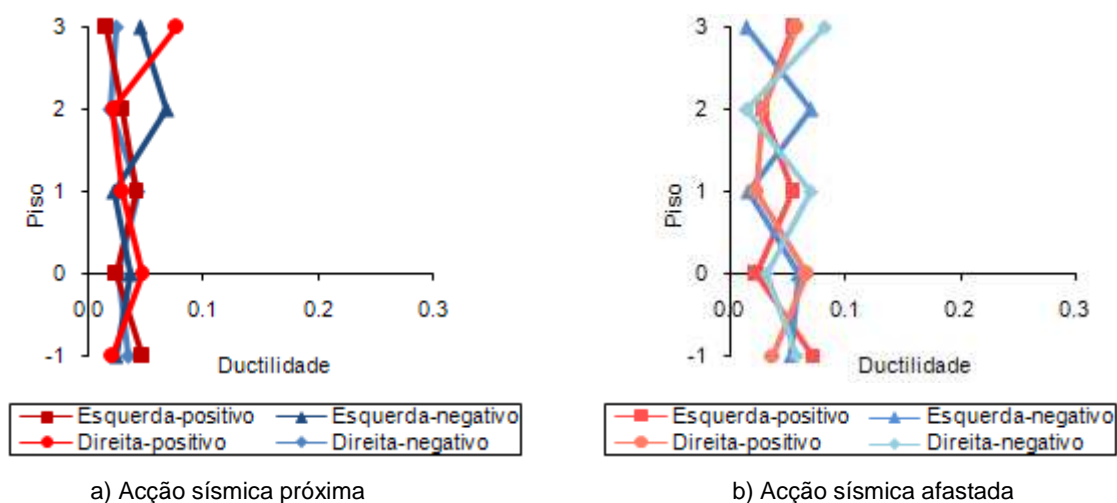 3
2
1
0
-1
Piso
0.0
0.1
0.2
0.3
Ductilidade
Esquerda-positivo
Esquerda-negativo
Direita-positivo
Direita-negativo
a) Acção sísmica próxima
3
2
1
0
-1
Piso
0.0
0.1
0.2
0.3
Ductilidade
Esquerda-positivo
Esquerda-negativo
Direita-positivo
Direita-negativo
b) Acção sísmica afastada